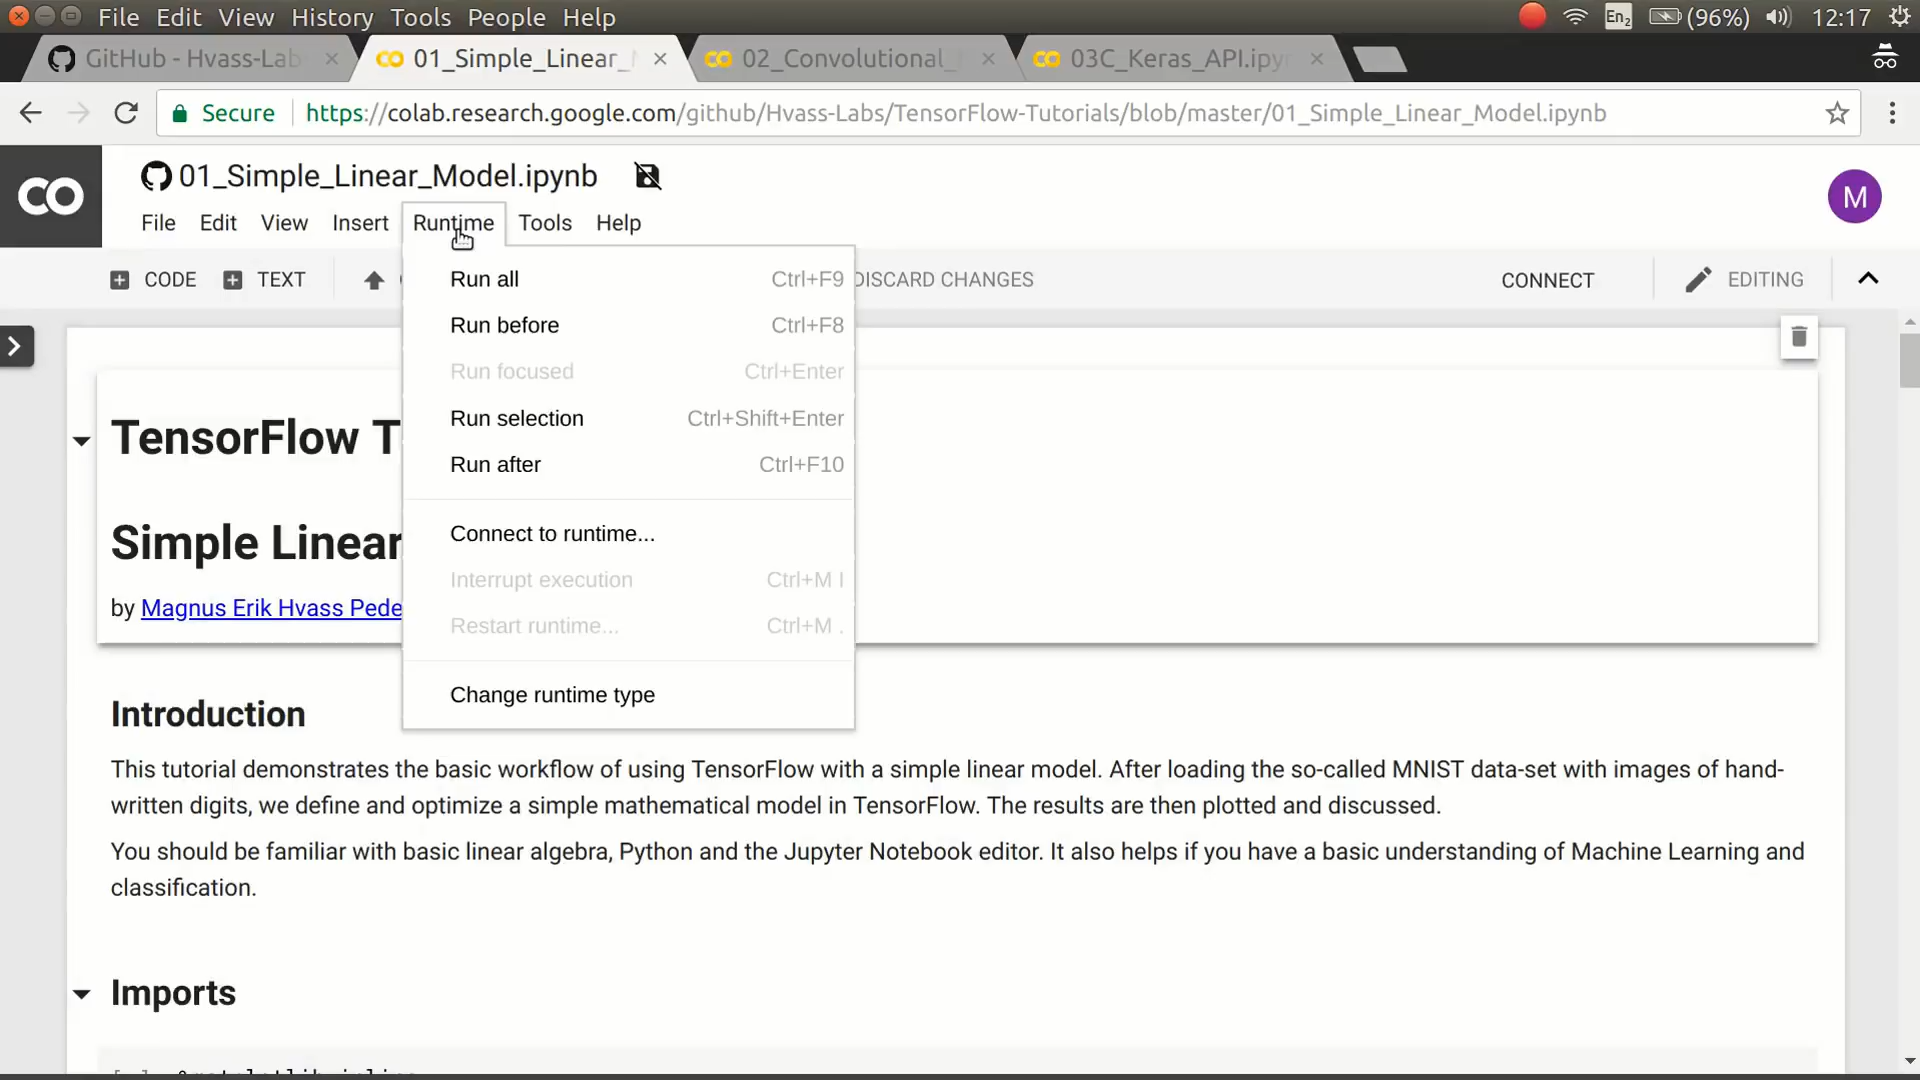 File Edit View History Tools People Help
En2 (96%) 12:17
GitHub - Hvass-Lab
01_Simple_Linear_
02_Convolutional_
03C_Keras_API.ipy
Secure https://colab.research.google.com/github/Hvass-Labs/TensorFlow-Tutorials/blob/master/01_Simple_Linear_Model.ipynb
CO
01_Simple_Linear_Model.ipynb
M
File Edit View Insert Runtime Tools Help
CODE TEXT DISCARD CHANGES CONNECT EDITING
Run all Ctrl+F9
Run before Ctrl+F8
Run focused Ctrl+Enter
Run selection Ctrl+Shift+Enter
Run after Ctrl+F10
Connect to runtime...
Interrupt execution Ctrl+M I
Restart runtime... Ctrl+M .
Change runtime type
TensorFlow T
Simple Linear
by Magnus Erik Hvass Pede
Introduction
This tutorial demonstrates the basic workflow of using TensorFlow with a simple linear model. After loading the so-called MNIST data-set with images of hand-
written digits, we define and optimize a simple mathematical model in TensorFlow. The results are then plotted and discussed.
You should be familiar with basic linear algebra, Python and the Jupyter Notebook editor. It also helps if you have a basic understanding of Machine Learning and
classification.
Imports